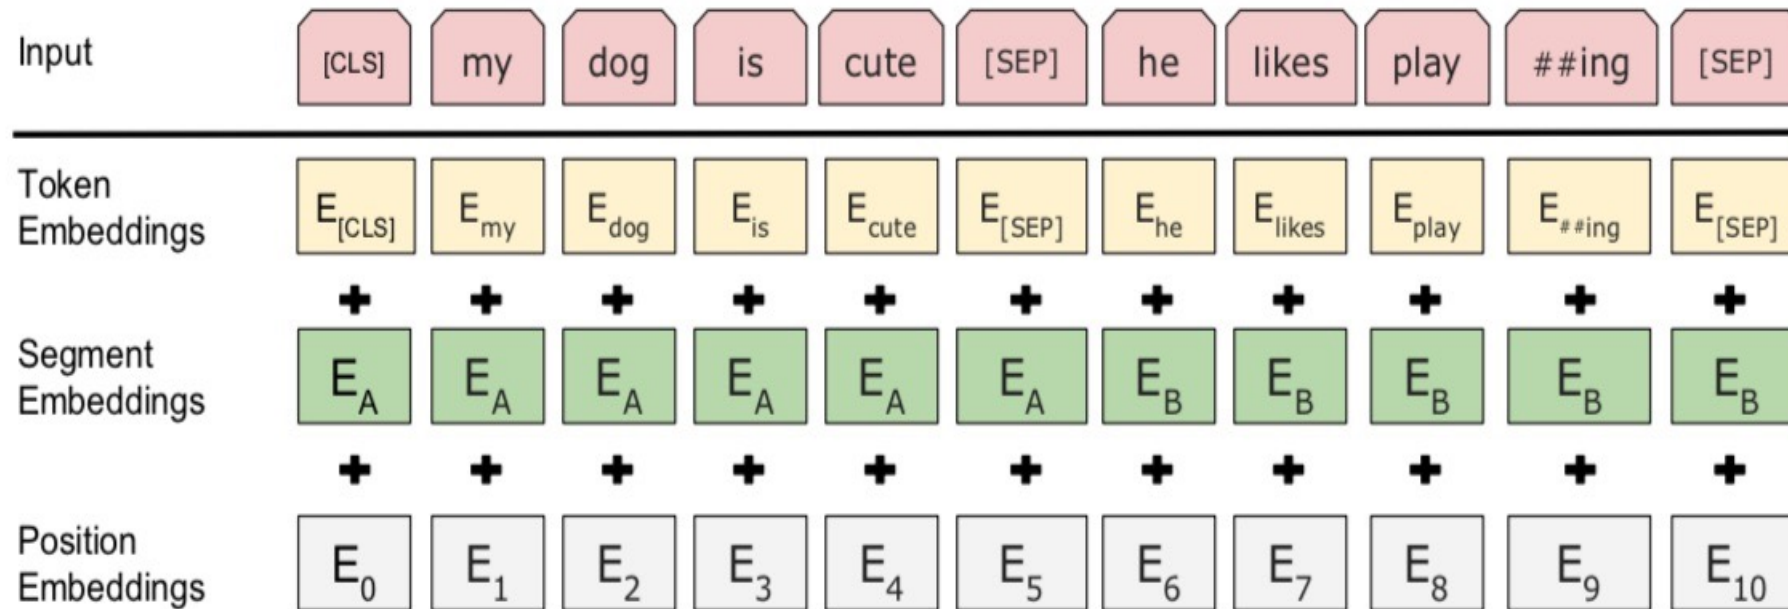 Input [CLS] my dog is cute [SEP] he likes play ##ing [SEP]
Token Embeddings E[CLS] Emy Edog Eis Ecute E[SEP] Ehe Elikes Eplay E##ing E[SEP]
+ + + + + + + + + + +
Segment Embeddings EA EA EA EA EA EA EB EB EB EB EB
+ + + + + + + + + + +
Position Embeddings E0 E1 E2 E3 E4 E5 E6 E7 E8 E9 E10